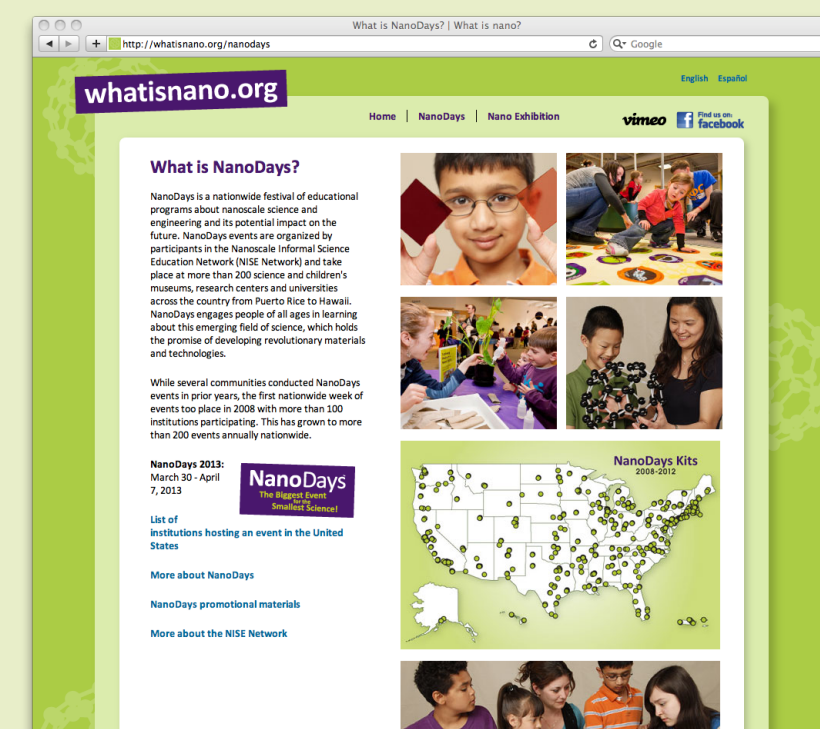 What is NanoDays? | What is nano?
http://whatisnano.org/nanodays
Google
English Español
whatisnano.org
Home | NanoDays | Nano Exhibition
vimeo
Find us on:
facebook
What is NanoDays?
NanoDays is a nationwide festival of educational
programs about nanoscale science and
engineering and its potential impact on the
future. NanoDays events are organized by
participants in the Nanoscale Informal Science
Education Network (NISE Network) and take
place at more than 200 science and children's
museums, research centers and universities
across the country from Puerto Rice to Hawaii.
NanoDays engages people of all ages in learning
about this emerging field of science, which holds
the promise of developing revolutionary materials
and technologies.
While several communities conducted NanoDays
events in prior years, the first nationwide week of
events too place in 2008 with more than 100
institutions participating. This has grown to more
than 200 events annually nationwide.
NanoDays 2013:
March 30 - April
7, 2013
NanoDays
The Biggest Event
for the
Smallest Science!
List of
institutions hosting an event in the United
States
More about NanoDays
NanoDays promotional materials
More about the NISE Network
NanoDays Kits
2008-2012